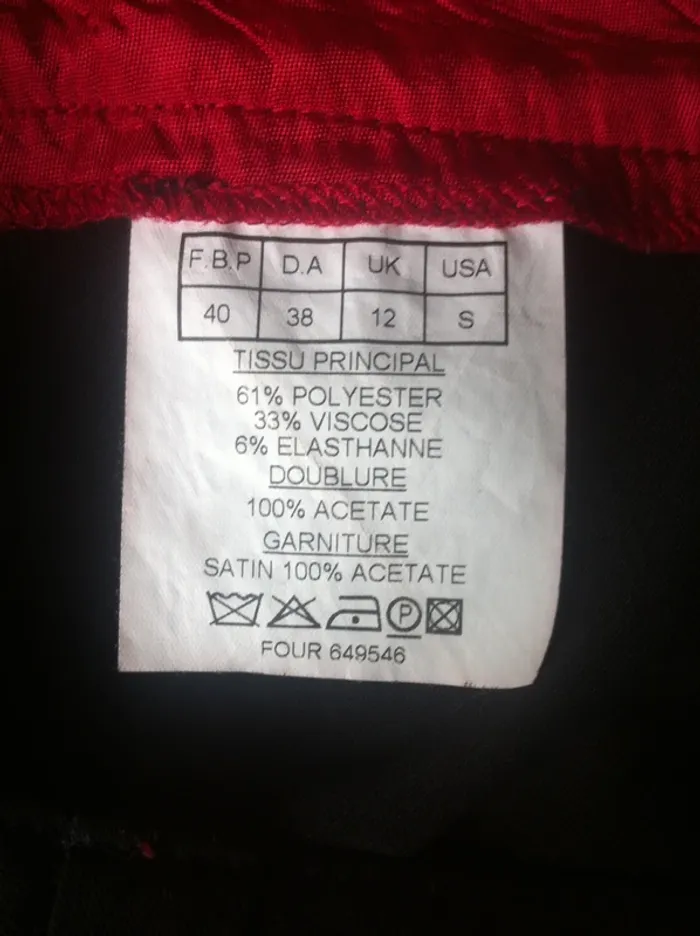 F.B.P D.A UK USA
40 38 12 S
TISSU PRINCIPAL
61% POLYESTER
33% VISCOSE
6% ELASTHANNE
DOUBLURE
100% ACETATE
GARNITURE
SATIN 100% ACETATE
P
FOUR 649546